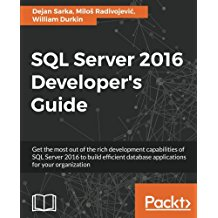 Dejan Sarka, Miloš Radivojević,
William Durkin
SQL Server 2016
Developer's
Guide
Get the most out of the rich development capabilities of
SQL Server 2016 to build efficient database applications
for your organization
Packt>